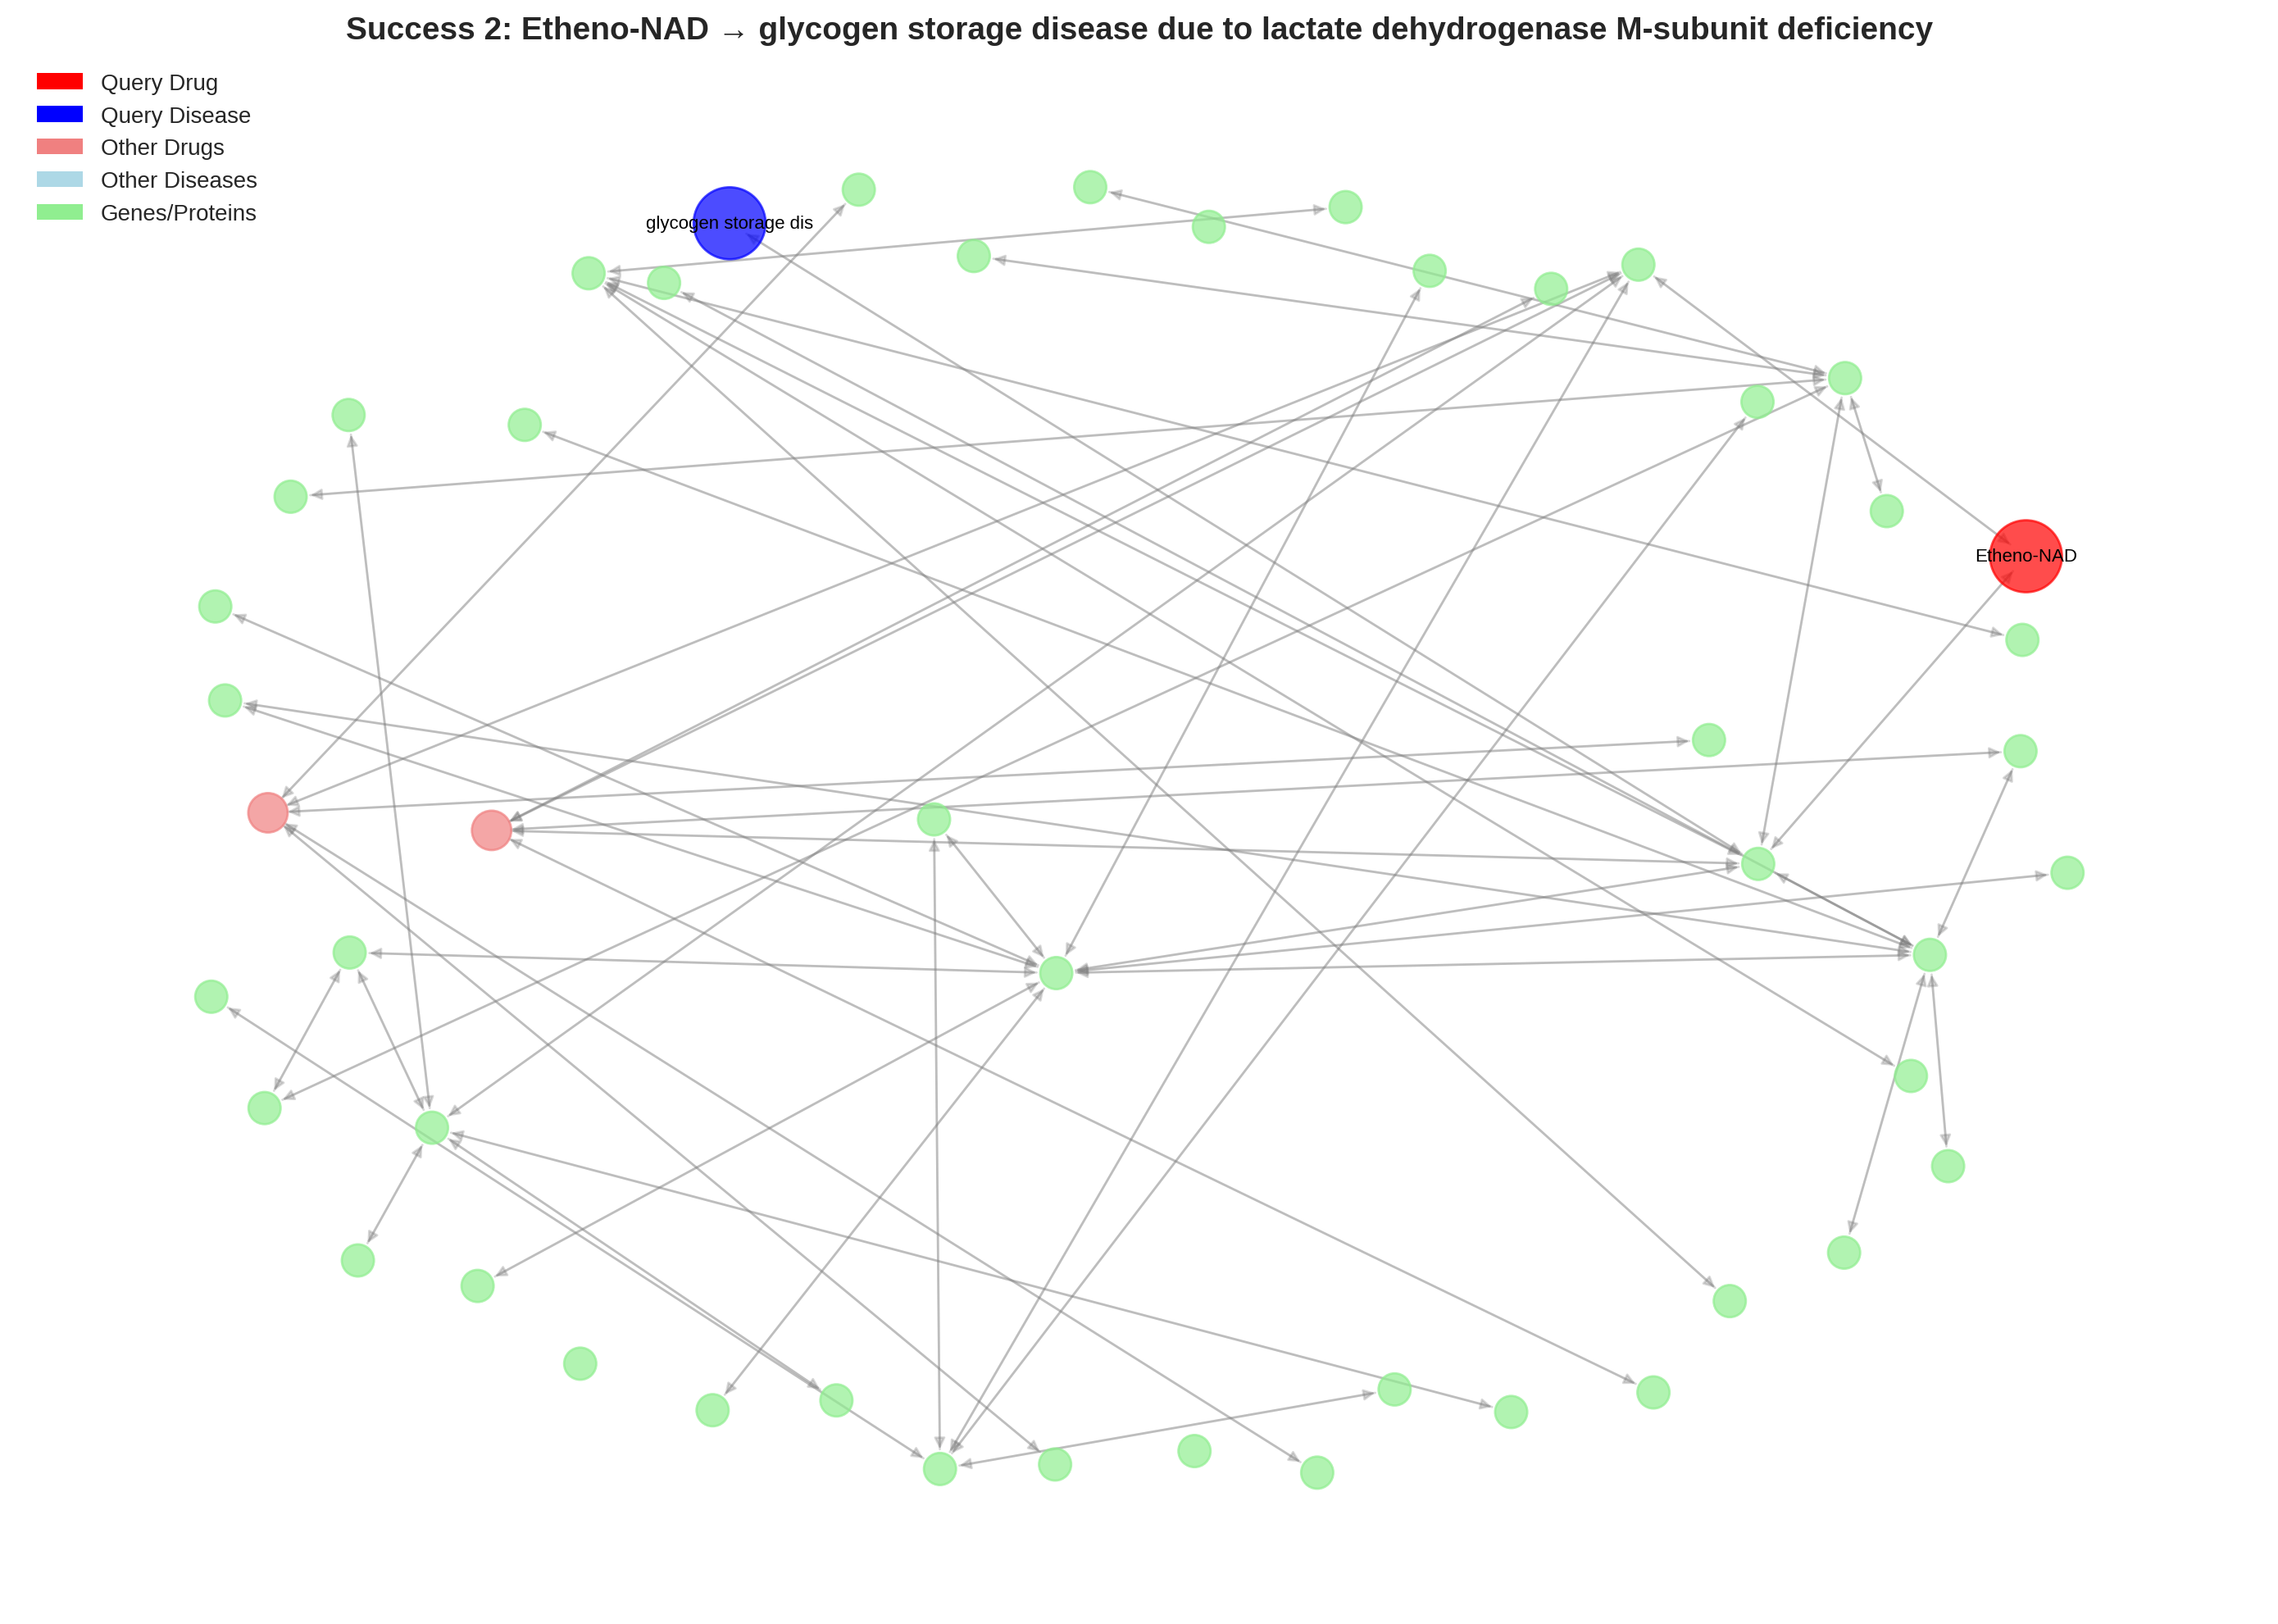 Success 2: Etheno-NAD → glycogen storage disease due to lactate dehydrogenase M-subunit deficiency
Query Drug
Query Disease
Other Drugs
Other Diseases
Genes/Proteins
glycogen storage dis
Etheno-NAD